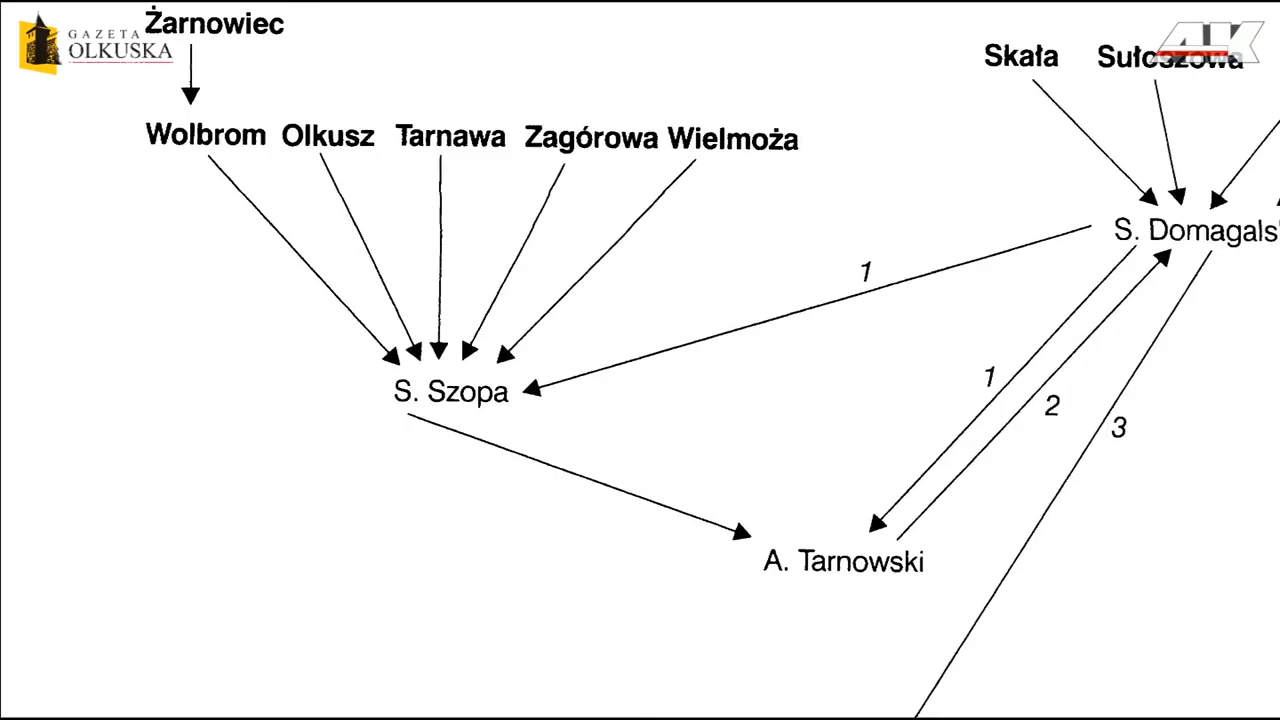 GAZETA
OLKUSKA
Żarnowiec
Skała Sułoszowa
Wolbrom Olkusz Tarnawa Zagórowa Wielmoża
S. Domagals
1
S. Szopa
1
2
3
A. Tarnowski